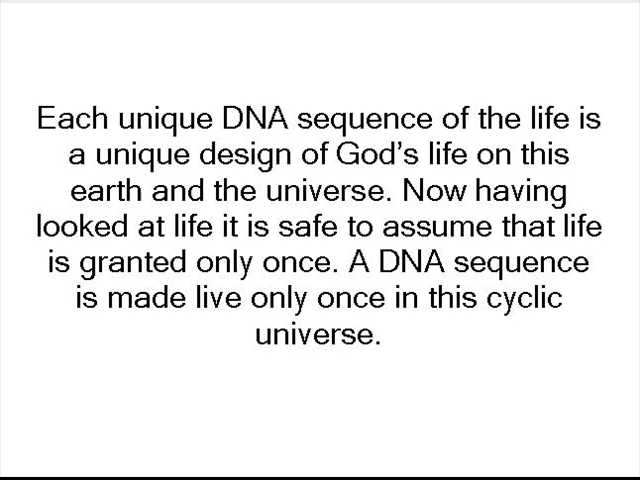 Each unique DNA sequence of the life is
a unique design of God's life on this
earth and the universe. Now having
looked at life it is safe to assume that life
is granted only once. A DNA sequence
is made live only once in this cyclic
universe.